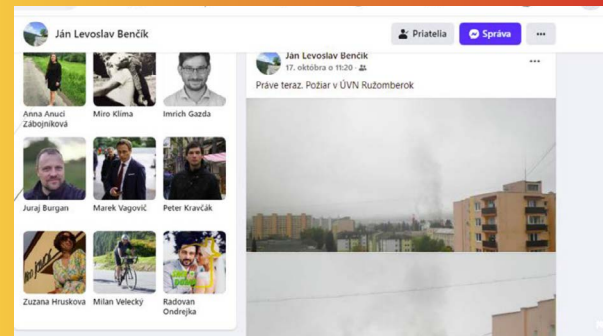 Ján Levoslav Benčík
Priatelia
Správa
Anna Anuci
Zábojníková
Miro Klima
Imrich Gazda
Juraj Burgan
Marek Vagovič
Peter Kravčák
Zuzana Hruskova
Milan Velecký
Radovan
Ondrejka
Ján Levoslav Benčík
17. októbra o 11:20
Práve teraz. Požiar v ÚVN Ružomberok